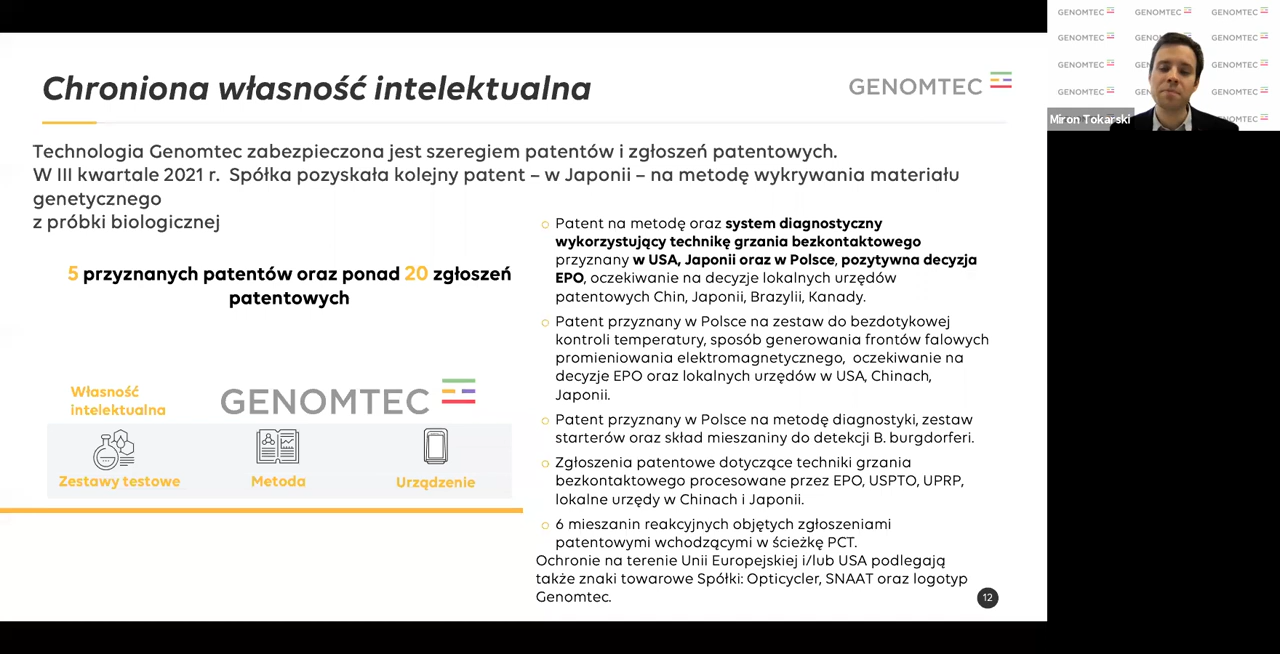 Chroniona własność intelektualna
GENOMTEC
Technologia Genomtec zabezpieczona jest szeregiem patentów i zgłoszeń patentowych.
W III kwartale 2021 r. Spółka pozyskała kolejny patent – w Japonii – na metodę wykrywania materiału
genetycznego
z próbki biologicznej
5 przyznanych patentów oraz ponad 20 zgłoszeń
patentowych
Własność
intelektualna
GENOMTEC
Zestawy testowe
Metoda
Urządzenie
Patent na metodę oraz system diagnostyczny
wykorzystujący technikę grzania bezkontaktowego
przyznany w USA, Japonii oraz w Polsce, pozytywna decyzja
EPO, oczekiwanie na decyzje lokalnych urzędów
patentowych Chin, Japonii, Brazylii, Kanady.
Patent przyznany w Polsce na zestaw do bezdotykowej
kontroli temperatury, sposób generowania frontów falowych
promieniowania elektromagnetycznego, oczekiwanie na
decyzje EPO oraz lokalnych urzędów w USA, Chinach,
Japonii.
Patent przyznany w Polsce na metodę diagnostyki, zestaw
starterów oraz skład mieszaniny do detekcji B. burgdorferi.
Zgłoszenia patentowe dotyczące techniki grzania
bezkontaktowego procesowane przez EPO, USPTO, UPRP,
lokalne urzędy w Chinach i Japonii.
6 mieszanin reakcyjnych objętych zgłoszeniami
patentowymi wchodzącymi w ścieżkę PCT.
Ochronie na terenie Unii Europejskiej i/lub USA podlegają
także znaki towarowe Spółki: Opticycler, SNAAT oraz logotyp
Genomtec.
12
GENOMTEC GENOMTEC GENOMTEC
GENOMTEC GENOMTEC
GENOMTEC GENOMTEC
GENOMTEC GENOMTEC
Miron Tokarski